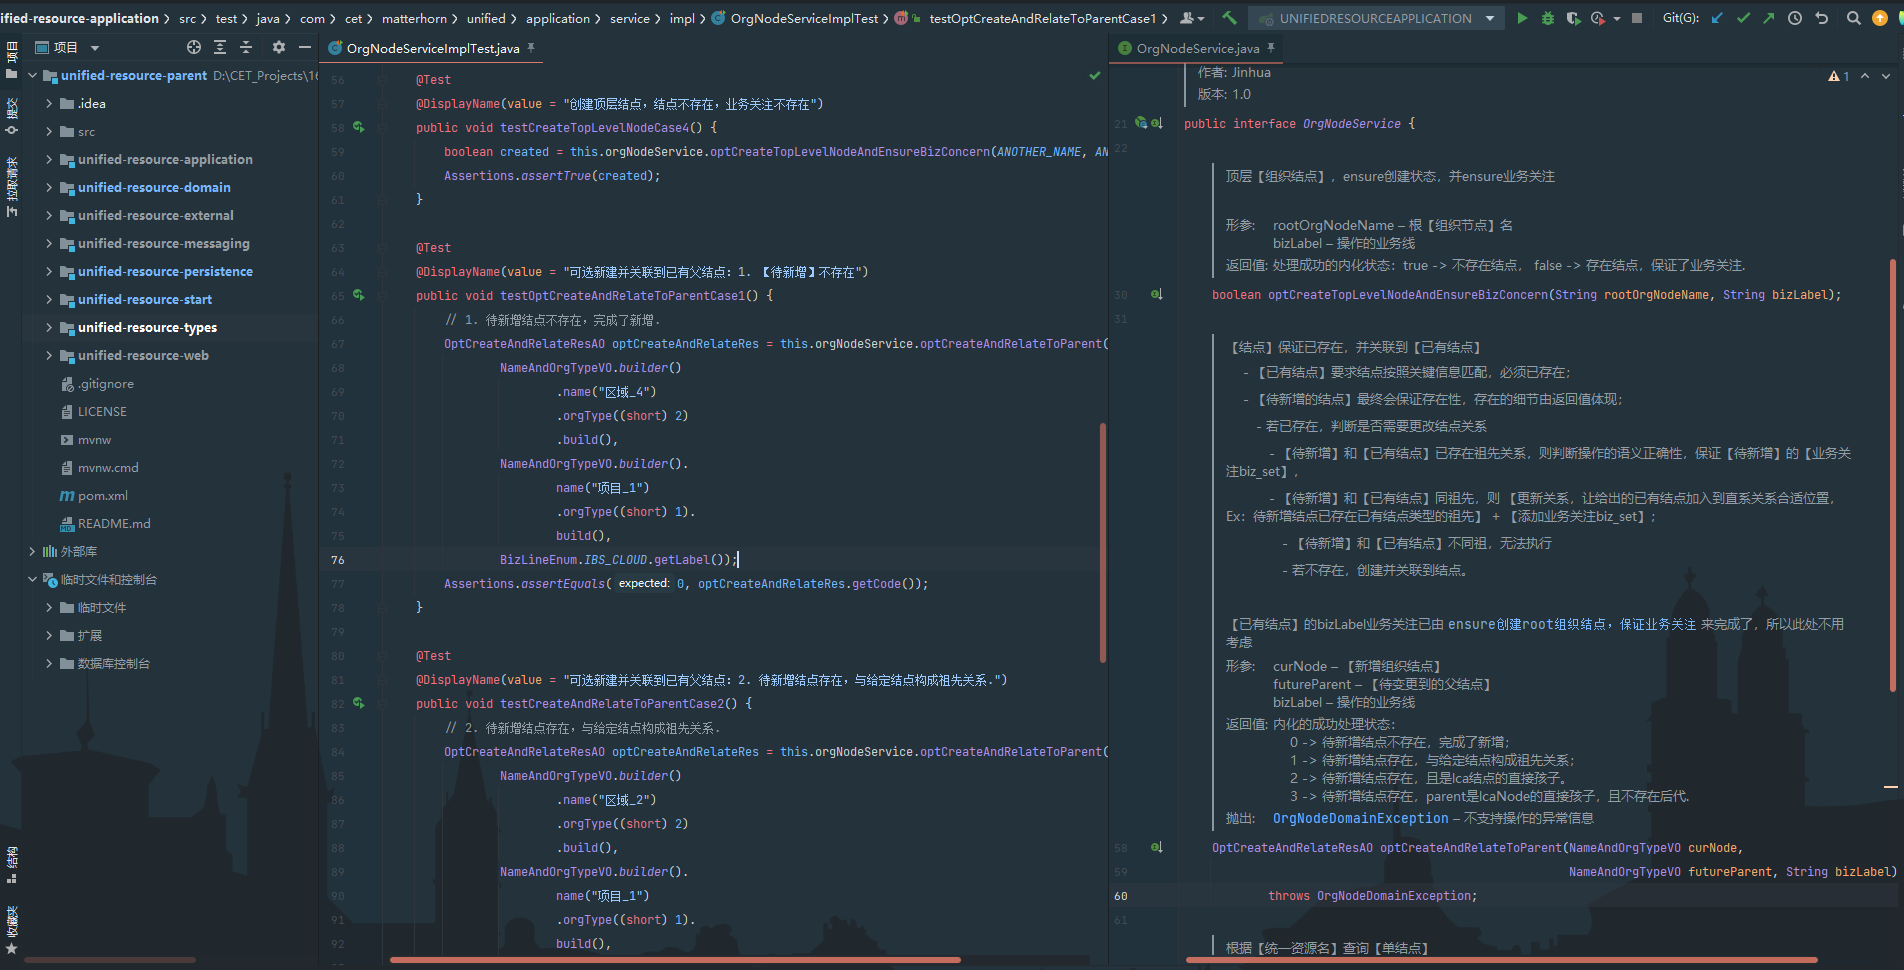 ified-resource-application › src › test › java › com › cet › matterhorn › unified › application › service › impl › OrgNodeServiceImplTest › testOptCreateAndRelateToParentCase1 › UNIFIEDRESOURCEAPPLICATION Git(G):
项目
提交
拉取请求
结构
收藏夹
项目
unified-resource-parent D:\CET_Projects\16
.idea
src
unified-resource-application
unified-resource-domain
unified-resource-external
unified-resource-messaging
unified-resource-persistence
unified-resource-start
unified-resource-types
unified-resource-web
.gitignore
LICENSE
mvnw
mvnw.cmd
pom.xml
README.md
外部库
临时文件和控制台
临时文件
扩展
数据库控制台
OrgNodeServiceImplTest.java
56 @Test
57 @DisplayName(value = "创建顶层结点，结点不存在，业务关注不存在")
58 public void testCreateTopLevelNodeCase4() {
59 boolean created = this.orgNodeService.optCreateTopLevelNodeAndEnsureBizConcern(ANOTHER_NAME, AN
60 Assertions.assertTrue(created);
61 }
62
63 @Test
64 @DisplayName(value = "可选新建并关联到已有父结点：1. 【待新增】不存在")
65 public void testOptCreateAndRelateToParentCase1() {
66 // 1. 待新增结点不存在，完成了新增.
67 OptCreateAndRelateResAO optCreateAndRelateRes = this.orgNodeService.optCreateAndRelateToParent(
68 NameAndOrgTypeVO.builder()
69 .name("区域_4")
70 .orgType((short) 2)
71 .build(),
72 NameAndOrgTypeVO.builder().
73 name("项目_1")
74 .orgType((short) 1).
75 build(),
76 BizLineEnum.IBS_CLOUD.getLabel());
77 Assertions.assertEquals( expected: 0, optCreateAndRelateRes.getCode());
78 }
79
80 @Test
81 @DisplayName(value = "可选新建并关联到已有父结点：2. 待新增结点存在，与给定结点构成祖先关系.")
82 public void testCreateAndRelateToParentCase2() {
83 // 2. 待新增结点存在，与给定结点构成祖先关系.
84 OptCreateAndRelateResAO optCreateAndRelateRes = this.orgNodeService.optCreateAndRelateToParent(
85 NameAndOrgTypeVO.builder()
86 .name("区域_2")
87 .orgType((short) 2)
88 .build(),
89 NameAndOrgTypeVO.builder().
90 name("项目_1")
91 .orgType((short) 1).
92 build(),
OrgNodeService.java
1
作者: Jinhua
版本: 1.0
21 public interface OrgNodeService {
22
顶层【组织结点】，ensure创建状态，并ensure业务关注
形参: rootOrgNodeName – 根【组织节点】名
bizLabel – 操作的业务线
返回值: 处理成功的内化状态：true -> 不存在结点， false -> 存在结点，保证了业务关注.
30 boolean optCreateTopLevelNodeAndEnsureBizConcern(String rootOrgNodeName, String bizLabel);
31
【结点】保证已存在，并关联到【已有结点】
- 【已有结点】要求结点按照关键信息匹配，必须已存在；
- 【待新增的结点】最终会保证存在性，存在的细节由返回值体现；
- 若已存在，判断是否需要更改结点关系
- 【待新增】和【已有结点】已存在祖先关系，则判断操作的语义正确性，保证【待新增】的【业务关
注biz_set】，
- 【待新增】和【已有结点】同祖先，则 【更新关系，让给出的已有结点加入到直系关系合适位置，
Ex：待新增结点已存在已有结点类型的祖先】 + 【添加业务关注biz_set】；
- 【待新增】和【已有结点】不同祖，无法执行
- 若不存在，创建并关联到结点。
【已有结点】的bizLabel业务关注已由 ensure创建root组织结点，保证业务关注 来完成了，所以此处不用
考虑
形参: curNode – 【新增组织结点】
futureParent – 【待变更到的父结点】
bizLabel – 操作的业务线
返回值: 内化的成功处理状态：
0 -> 待新增结点不存在，完成了新增；
1 -> 待新增结点存在，与给定结点构成祖先关系；
2 -> 待新增结点存在，且是lca结点的直接孩子。
3 -> 待新增结点存在，parent是lcaNode的直接孩子，且不存在后代.
抛出: OrgNodeDomainException – 不支持操作的异常信息
58 OptCreateAndRelateResAO optCreateAndRelateToParent(NameAndOrgTypeVO curNode,
59 NameAndOrgTypeVO futureParent, String bizLabel)
60 throws OrgNodeDomainException;
61
根据【统一资源名】查询【单结点】